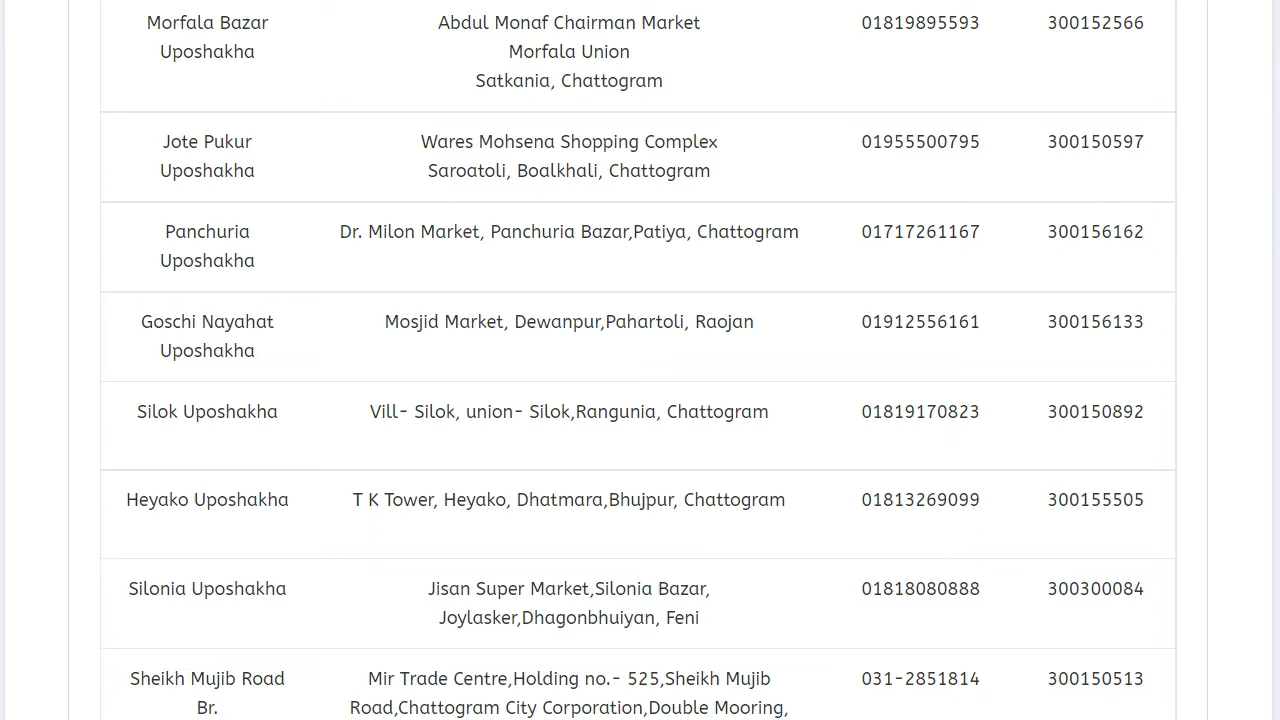 Morfala Bazar Abdul Monaf Chairman Market 01819895593 300152566
Uposhakha Morfala Union
Satkania, Chattogram
Jote Pukur Wares Mohsena Shopping Complex 01955500795 300150597
Uposhakha Saroatoli, Boalkhali, Chattogram
Panchuria Dr. Milon Market, Panchuria Bazar,Patiya, Chattogram 01717261167 300156162
Uposhakha
Goschi Nayahat Mosjid Market, Dewanpur,Pahartoli, Raojan 01912556161 300156133
Uposhakha
Silok Uposhakha Vill- Silok, union- Silok,Rangunia, Chattogram 01819170823 300150892
Heyako Uposhakha T K Tower, Heyako, Dhatmara,Bhujpur, Chattogram 01813269099 300155505
Silonia Uposhakha Jisan Super Market,Silonia Bazar, 01818080888 300300084
Joylasker,Dhagonbhuiyan, Feni
Sheikh Mujib Road Mir Trade Centre,Holding no.- 525,Sheikh Mujib 031-2851814 300150513
Br. Road,Chattogram City Corporation,Double Mooring,